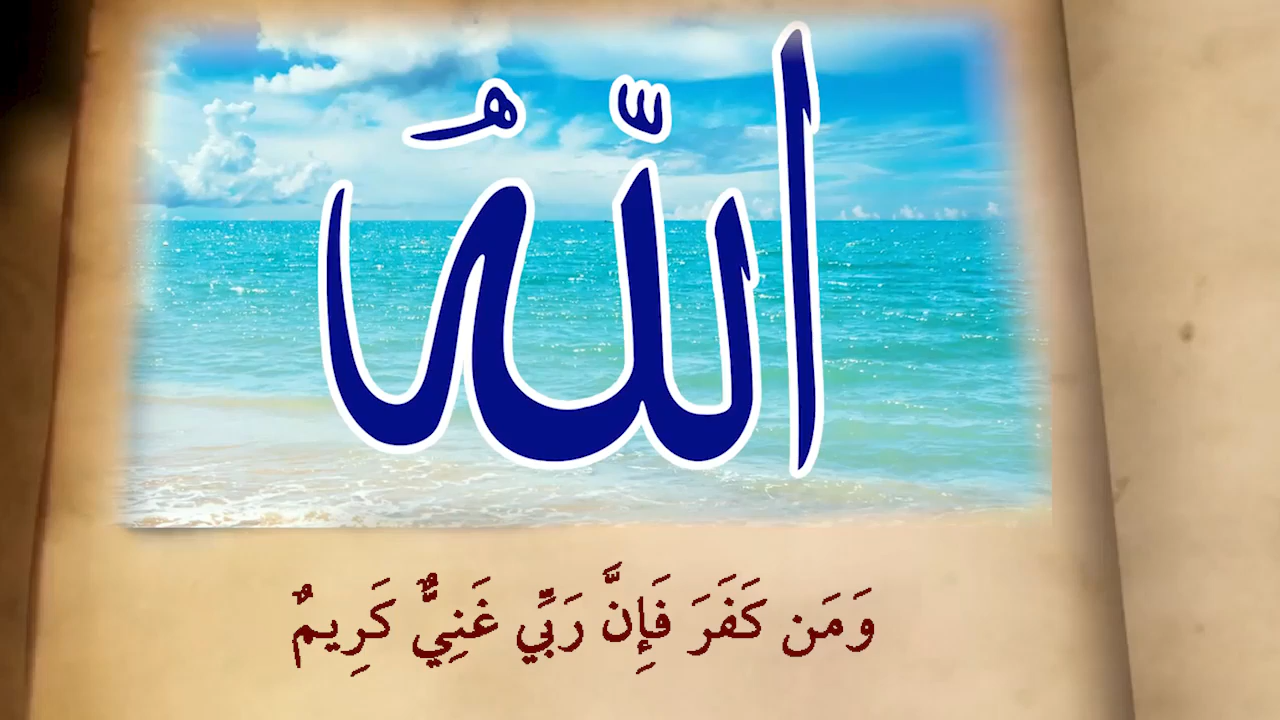 اللّٰهُ
وَمَن كَفَرَ فَإِنَّ رَبِّي غَنِيٌّ كَرِيمٌ